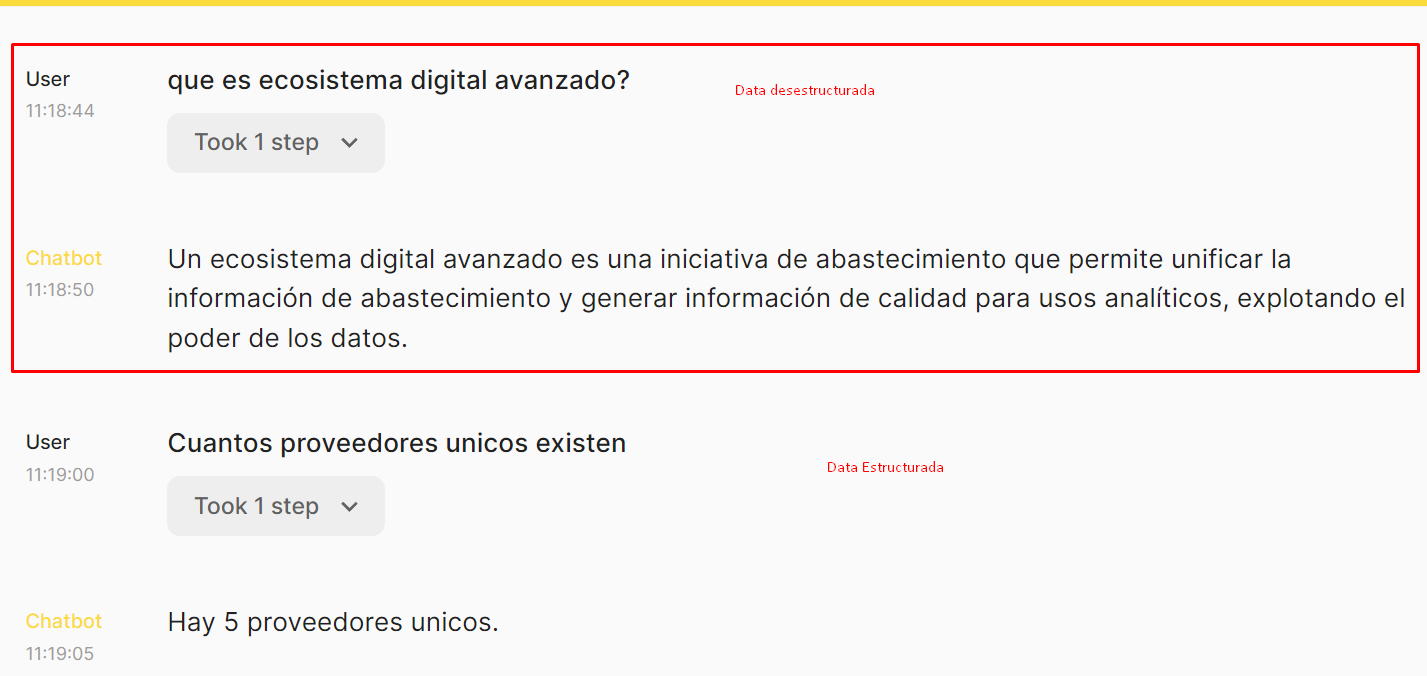 User
que es ecosistema digital avanzado?
Data desestructurada
11:18:44
Took 1 step
Chatbot
Un ecosistema digital avanzado es una iniciativa de abastecimiento que permite unificar la
11:18:50
información de abastecimiento y generar información de calidad para usos analíticos, explotando el
poder de los datos.
User
Cuantos proveedores unicos existen
Data Estructurada
11:19:00
Took 1 step
Chatbot
Hay 5 proveedores unicos.
11:19:05